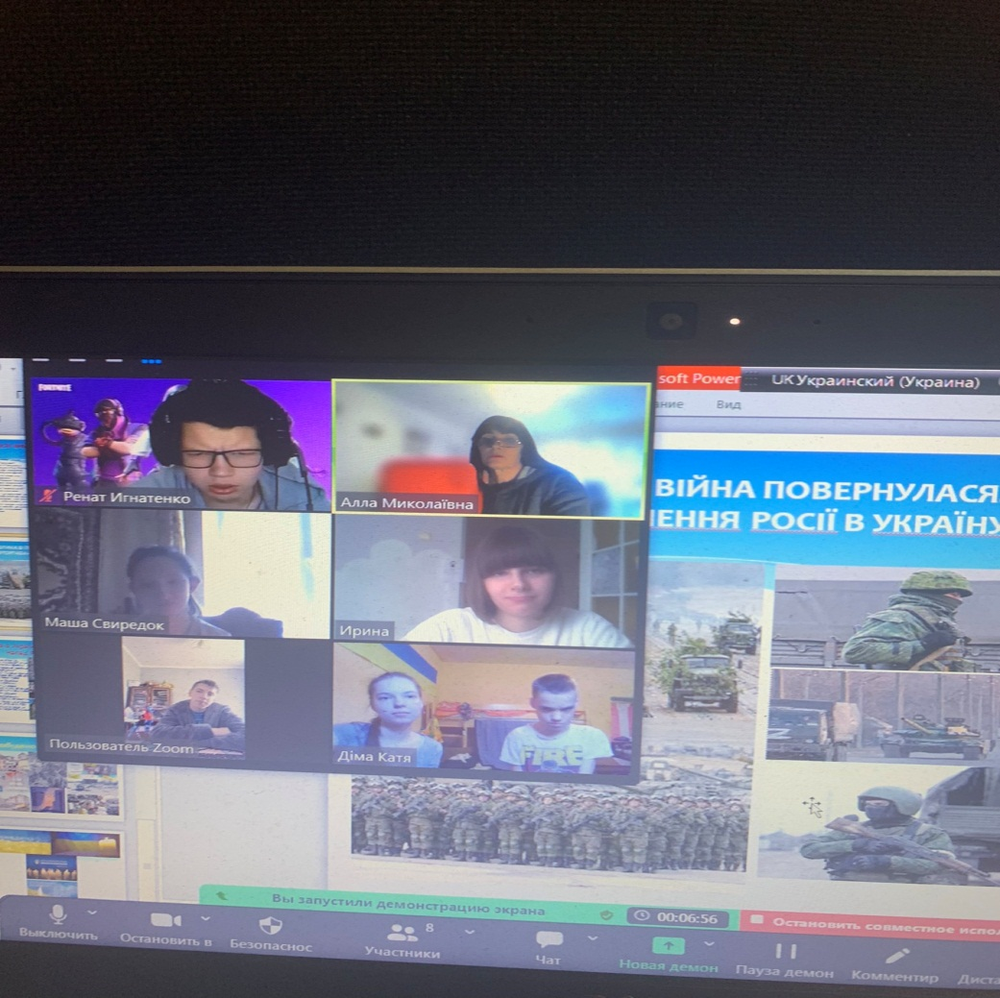 FORTNITE
Ренат Игнатенко
Алла Миколаївна
Маша Свиредок
Ирина
Пользователь Zoom
Діма Катя
FIRE
soft Power
UK Украинский (Украина)
ание Вид
ВІЙНА ПОВЕРНУЛАСЯ
ЕННЯ РОСІЇ В УКРАЇНУ
Z
Вы запустили демонстрацию экрана
00:06:56
Остановить совместное испол
Выключить
Остановить в
Безопаснос
8
Участники
Чат
Новая демон
Пауза демон
Комментир
Диста